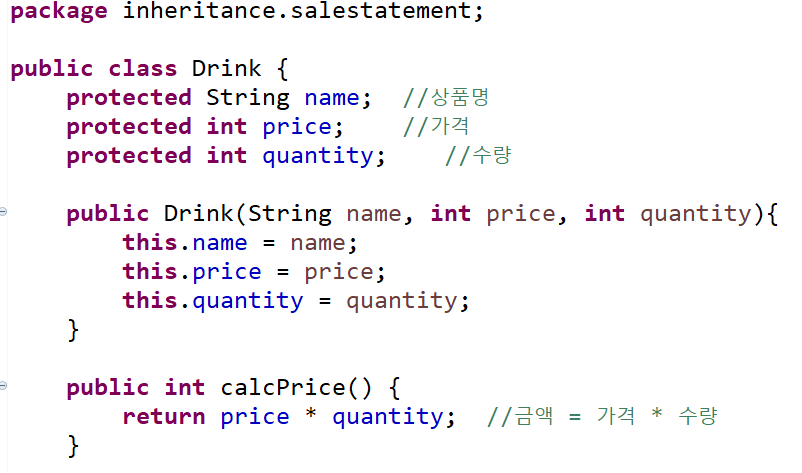 package inheritance.salestatement;
public class Drink {
protected String name; //상품명
protected int price; //가격
protected int quantity; //수량
public Drink(String name, int price, int quantity){
this.name = name;
this.price = price;
this.quantity = quantity;
}
public int calcPrice() {
return price * quantity; //금액 = 가격 * 수량
}